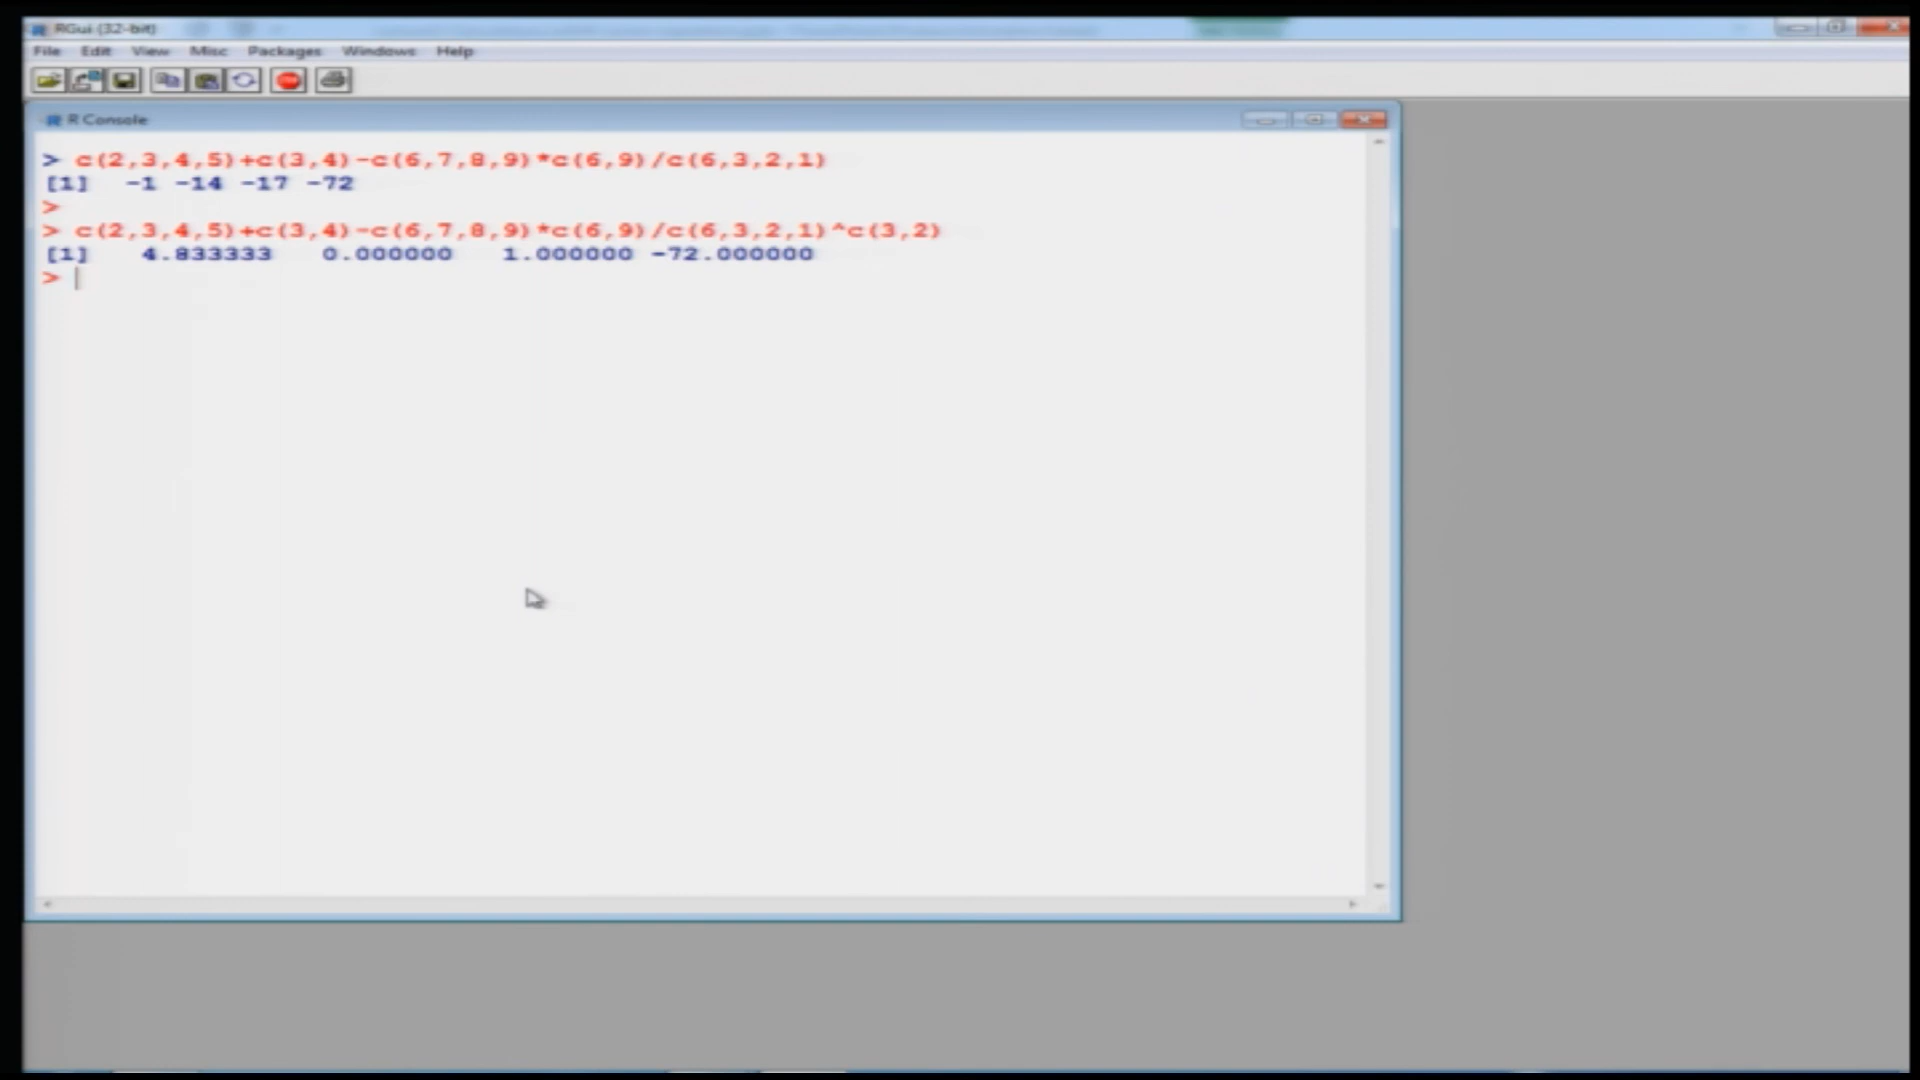 RGui (32-bit)
File Edit View Misc Packages Windows Help
R Console
> c(2,3,4,5)+c(3,4)-c(6,7,8,9)*c(6,9)/c(6,3,2,1)
[1] -1 -14 -17 -72
>
> c(2,3,4,5)+c(3,4)-c(6,7,8,9)*c(6,9)/c(6,3,2,1)^c(3,2)
[1] 4.833333 0.000000 1.000000 -72.000000
>